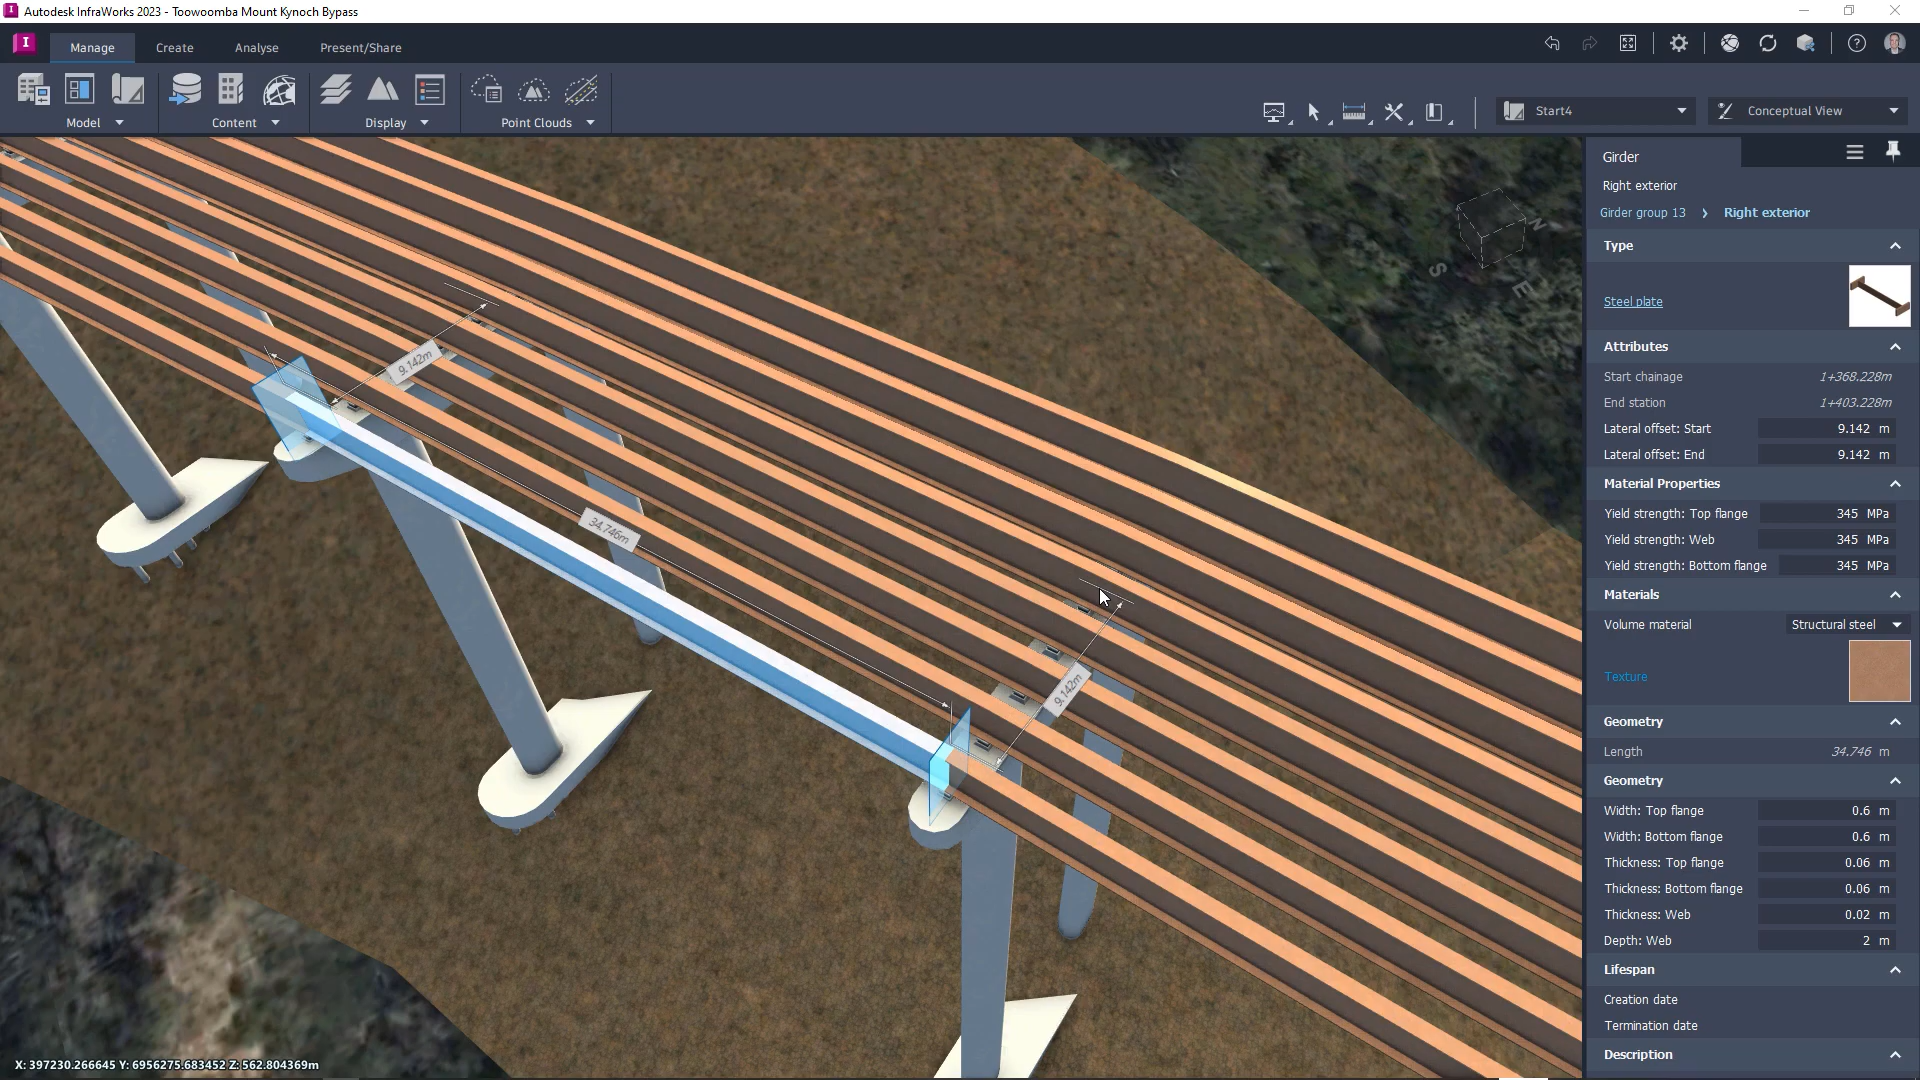 Autodesk InfraWorks 2023 - Toowoomba Mount Kynoch Bypass
I
Manage
Create
Analyse
Present/Share
Model
Content
Display
Point Clouds
Start4
Conceptual View
Girder
Right exterior
Girder group 13
Right exterior
Type
Steel plate
Attributes
Start chainage 1+368.228m
End station 1+403.228m
Lateral offset: Start 9.142 m
Lateral offset: End 9.142 m
Material Properties
Yield strength: Top flange 345 MPa
Yield strength: Web 345 MPa
Yield strength: Bottom flange 345 MPa
Materials
Volume material Structural steel
Texture
Geometry
Length 34.746 m
Geometry
Width: Top flange 0.6 m
Width: Bottom flange 0.6 m
Thickness: Top flange 0.06 m
Thickness: Bottom flange 0.06 m
Thickness: Web 0.02 m
Depth: Web 2 m
Lifespan
Creation date
Termination date
Description
N
S
E
9.142m
34.746m
9.142m
X: 397230.266645 Y: 6956275.683452 Z: 562.804369m